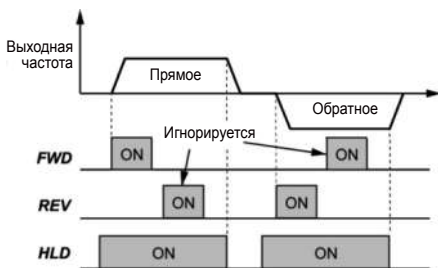 Выходная
частота
Прямое
Обратное
Игнорируется
FWD ON ON
REV ON ON
HLD ON ON